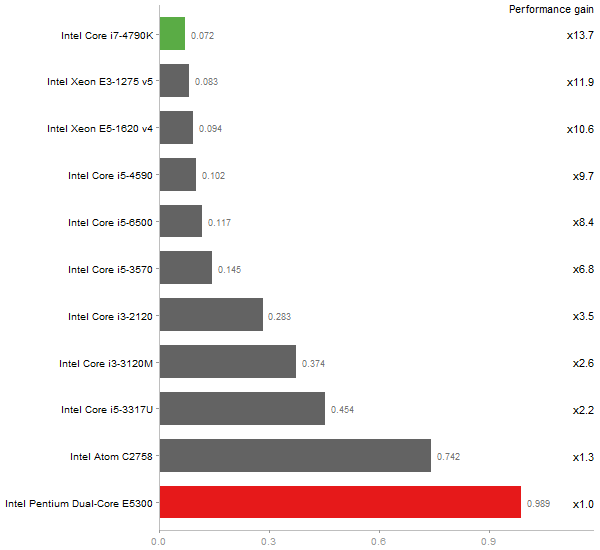 Performance gain
Intel Core i7-4790K 0.072 x13.7
Intel Xeon E3-1275 v5 0.083 x11.9
Intel Xeon E5-1620 v4 0.094 x10.6
Intel Core i5-4590 0.102 x9.7
Intel Core i5-6500 0.117 x8.4
Intel Core i5-3570 0.145 x6.8
Intel Core i3-2120 0.283 x3.5
Intel Core i3-3120M 0.374 x2.6
Intel Core i5-3317U 0.454 x2.2
Intel Atom C2758 0.742 x1.3
Intel Pentium Dual-Core E5300 0.989 x1.0
0.0 0.3 0.6 0.9